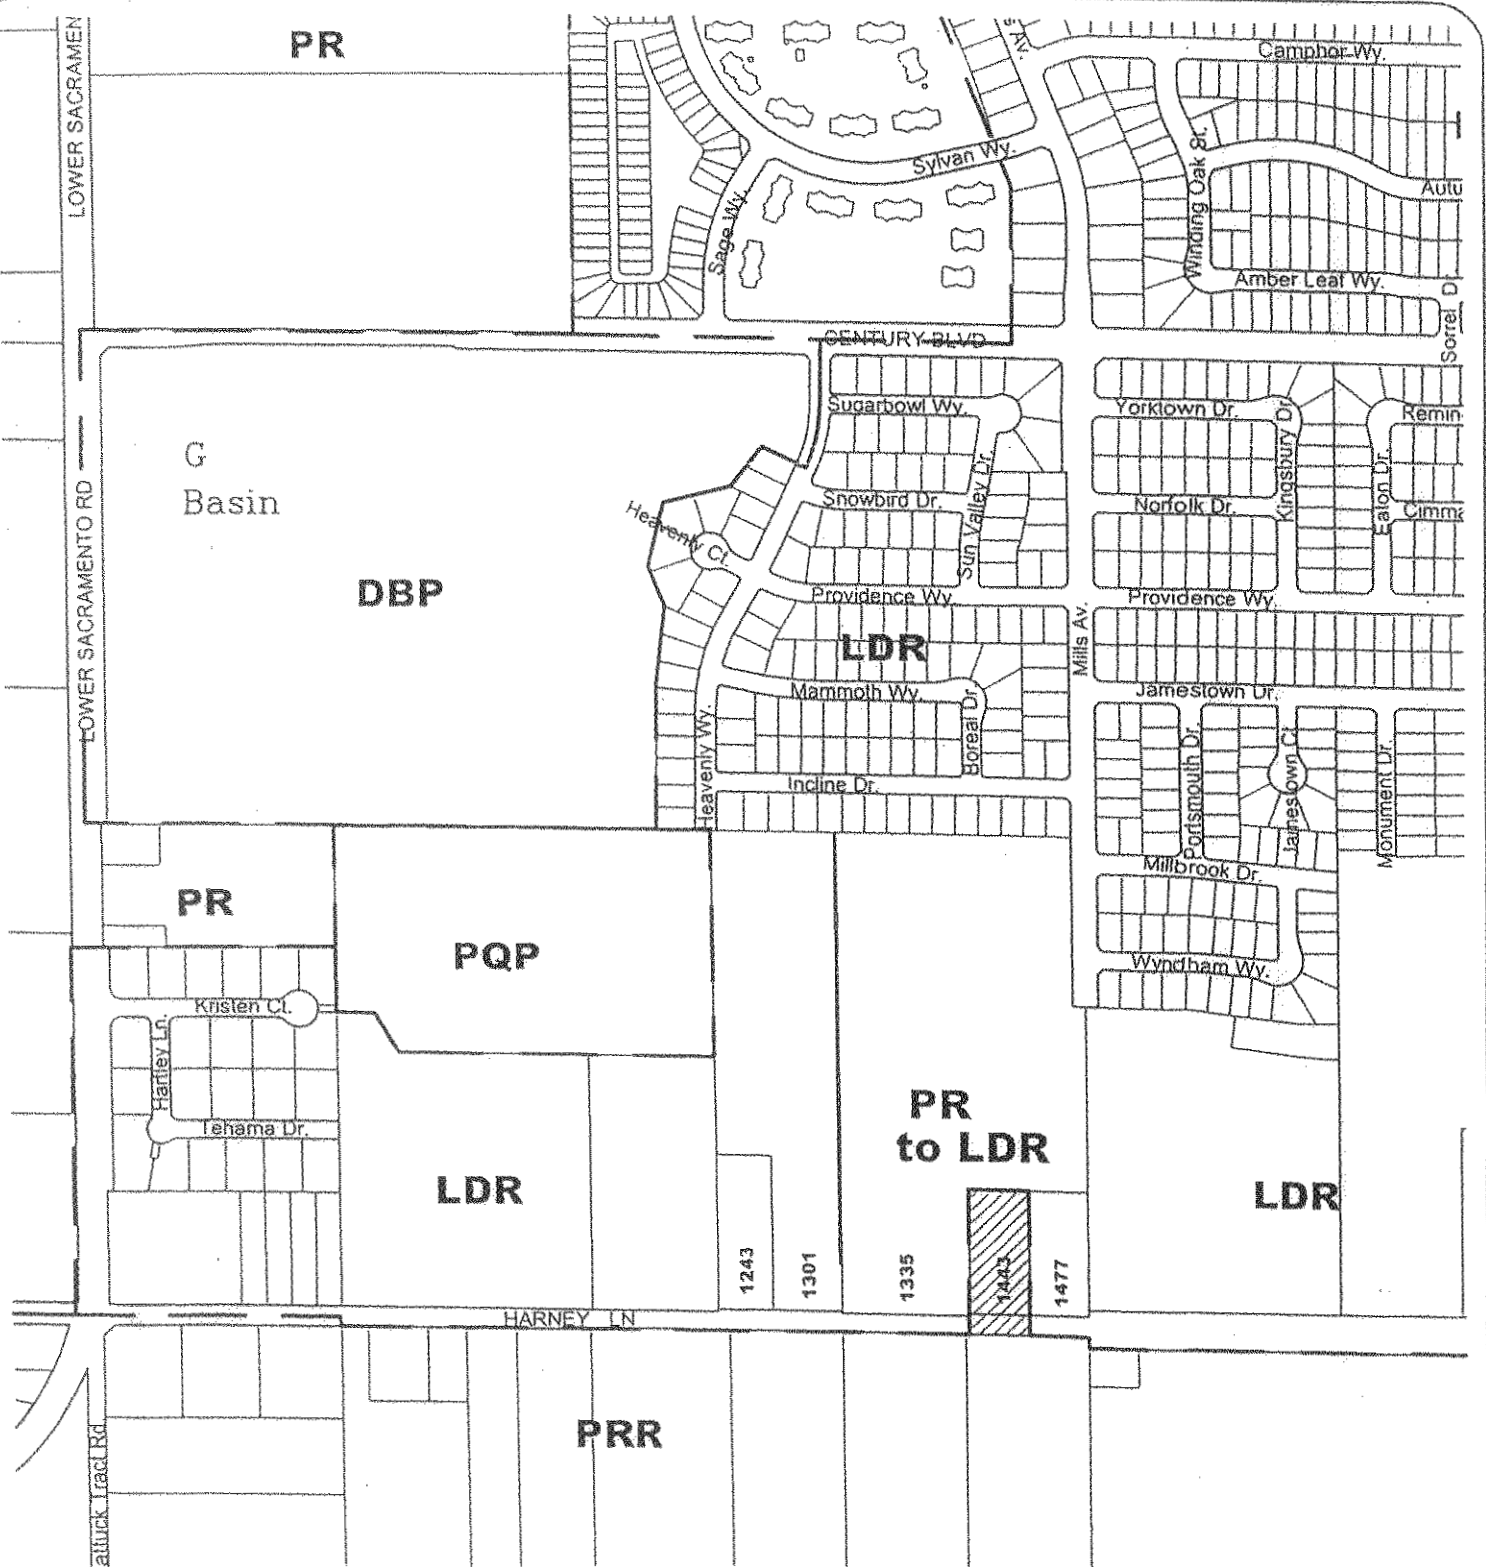 PR
LOWER SACRAMEN
Av.
Camphor Wy.
Sylvan Wy.
Winding Oak St.
Autu
Sage Wy.
Amber Leaf Wy.
Sorrel Dr.
CENTURY BLVD
Sugarbowl Wy.
Yorktown Dr.
Kingsbury Dr.
Remin
G
Basin
LOWER SACRAMENTO RD
Snowbird Dr.
Sun Valley Dr.
Norfolk Dr.
Eaton Dr.
Cimma
Heavenly Ct.
DBP
Providence Wy.
Providence Wy.
LDR
Mills Av.
Mammoth Wy.
Boreal Dr.
Jamestown Dr.
Heavenly Wy.
Incline Dr.
Portsmouth Dr.
Jamestown Ct.
Monument Dr.
Millbrook Dr.
PR
PQP
Wyndham Wy.
Kristen Ct.
Hartley Ln.
Tehama Dr.
PR
to LDR
LDR
LDR
1243
1301
1335
1443
1477
HARNEY LN
PRR
attuck Tract Rd.